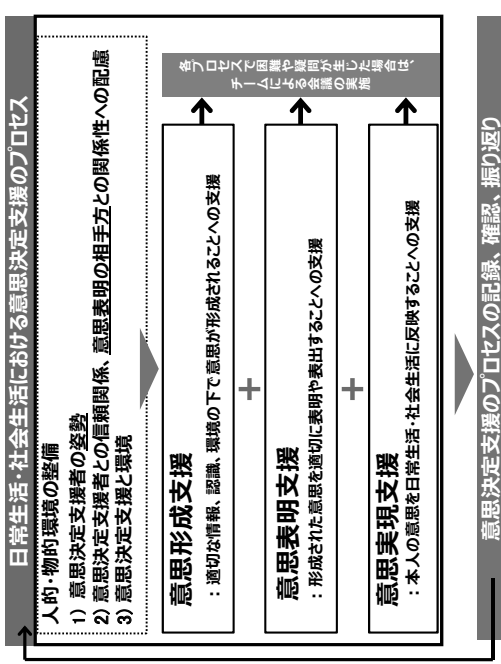 日常生活・社会生活における意思決定支援のプロセス
人的・物的環境の整備
1) 意思決定支援者の姿勢
2) 意思決定支援者との信頼関係、意思表明の相手方との関係性への配慮
3) 意思決定支援と環境
意思形成支援
：適切な情報、認識、環境の下で意思が形成されることへの支援
+
意思表明支援
：形成された意思を適切に表明や表出することへの支援
+
意思実現支援
：本人の意思を日常生活・社会生活に反映することへの支援
各プロセスで困難や疑問が生じた場合は、
チームによる会議の実施
意思決定支援のプロセスの記録、確認、振り返り